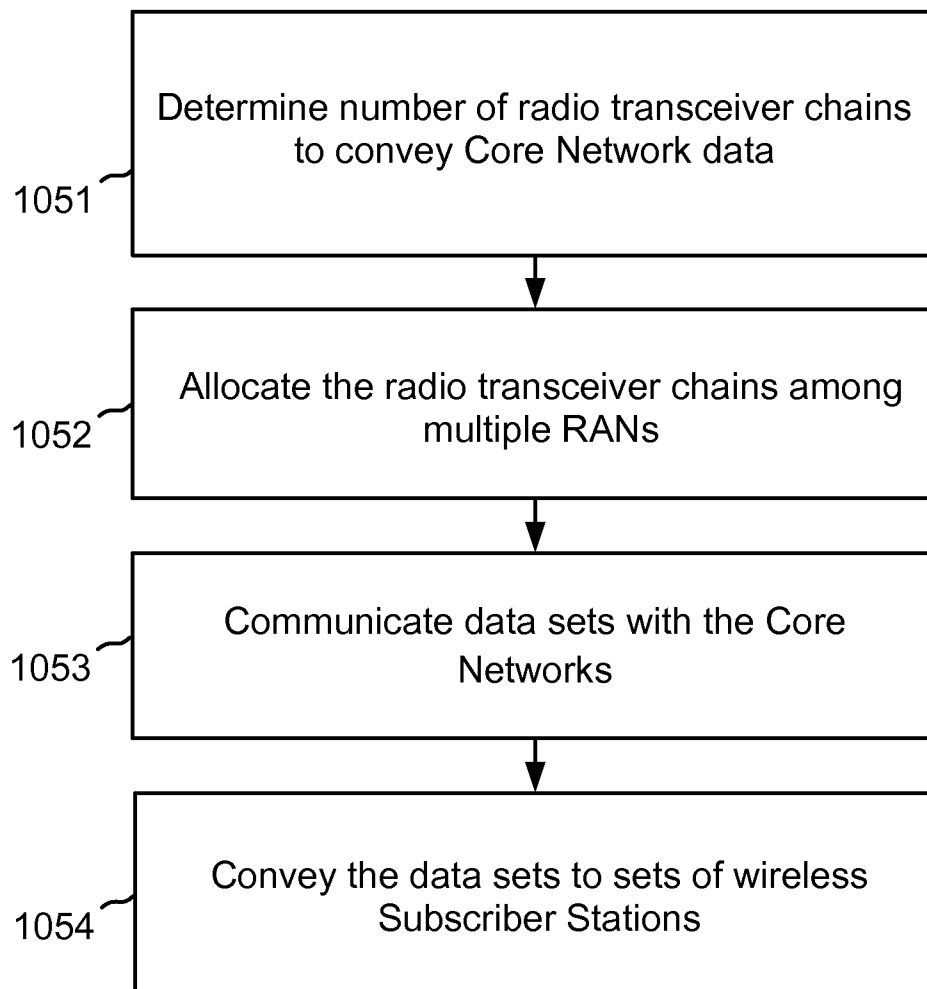 Determine number of radio transceiver chains
to convey Core Network data
1051
Allocate the radio transceiver chains among
multiple RANs
1052
Communicate data sets with the Core
Networks
1053
Convey the data sets to sets of wireless
Subscriber Stations
1054